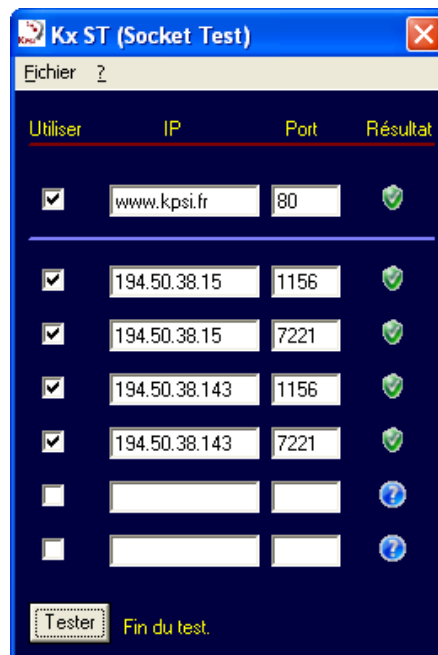 Kx ST (Socket Test)
Fichier ?
Utiliser IP Port Résultat
www.kpsi.fr 80
194.50.38.15 1156
194.50.38.15 7221
194.50.38.143 1156
194.50.38.143 7221
Tester Fin du test.